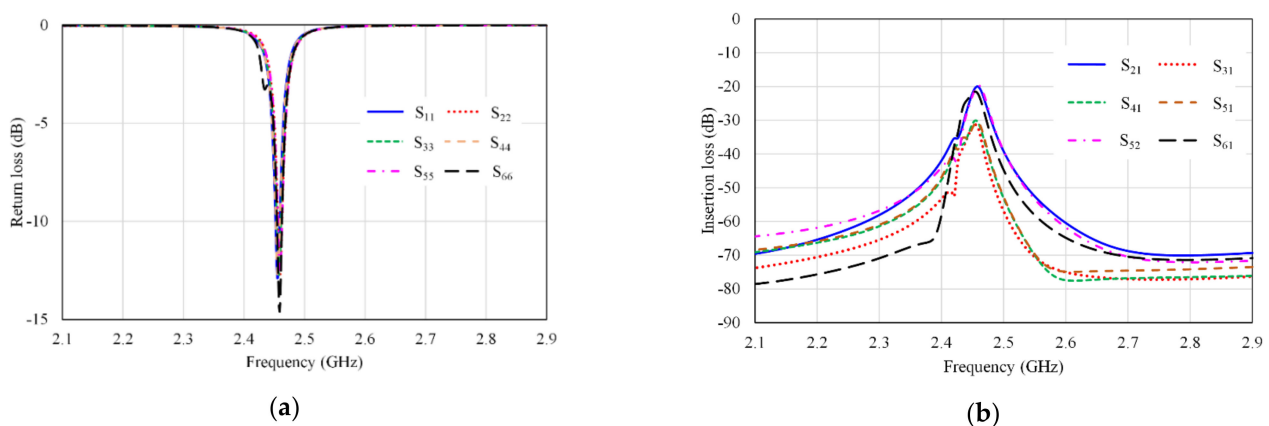 0
-5
-10
-15
Return loss (dB)
2.1 2.2 2.3 2.4 2.5 2.6 2.7 2.8 2.9
Frequency (GHz)
S11 S22
S33 S44
S55 S66
(a)
0
-10
-20
-30
-40
-50
-60
-70
-80
-90
Insertion loss (dB)
2.1 2.2 2.3 2.4 2.5 2.6 2.7 2.8 2.9
Frequency (GHz)
S21 S31
S41 S51
S52 S61
(b)